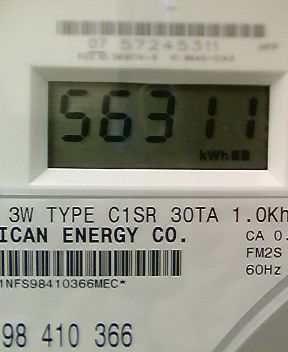 07 57245311
56311
kWh
3W TYPE C1SR 30TA 1.0Kh
ICAN ENERGY CO.
CA 0.
FM2S
60Hz
1NFS98410366MEC*
98 410 366